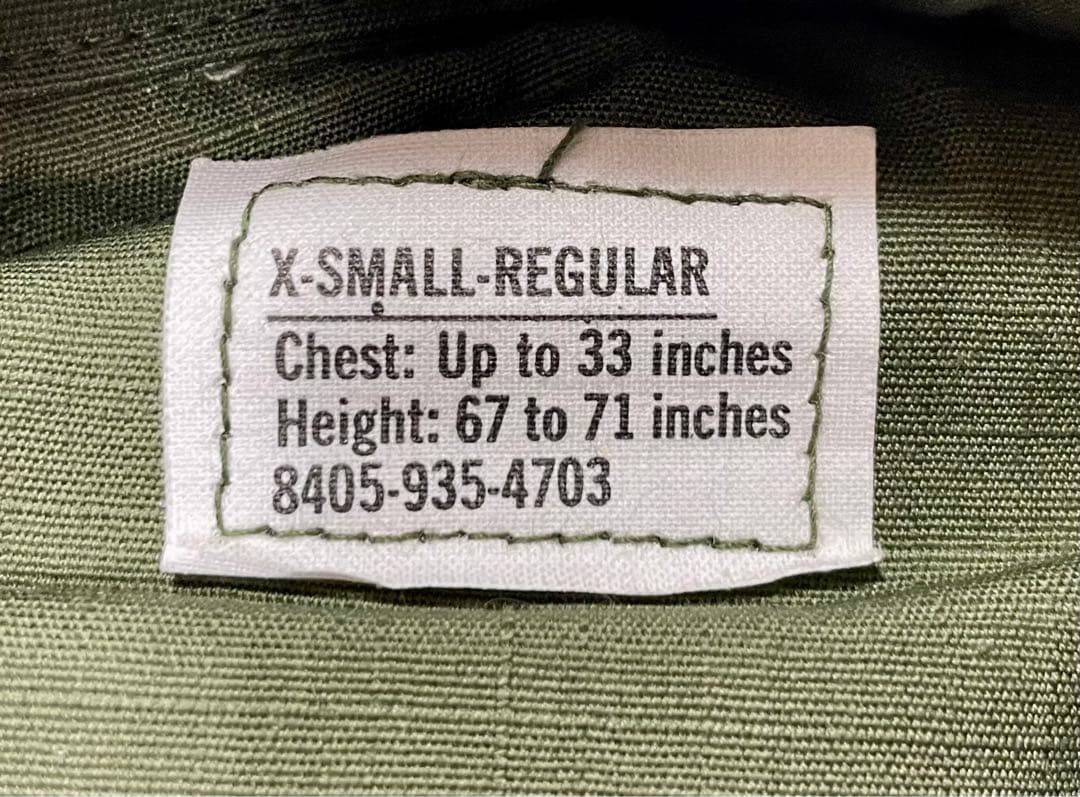 X-SMALL-REGULAR
Chest: Up to 33 inches
Height: 67 to 71 inches
8405-935-4703